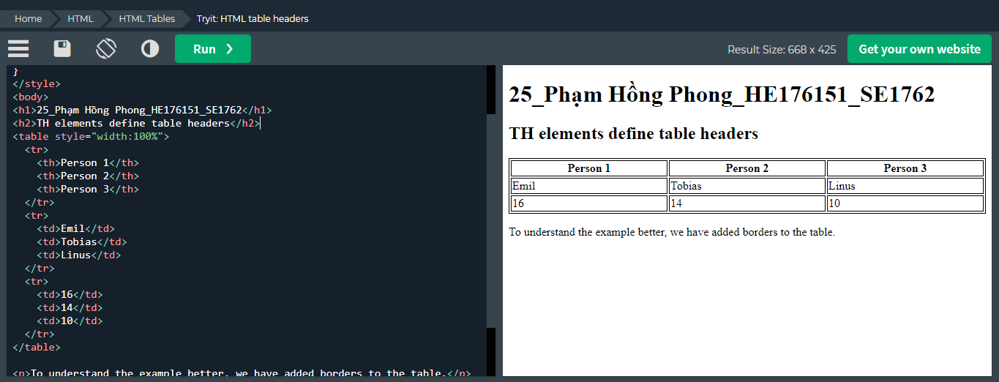 Home HTML HTML Tables Tryit: HTML table headers
Run ❯ Result Size: 668 x 425 Get your own website
}
</style>
<body>
<h1>25_Phạm Hồng Phong_HE176151_SE1762</h1>
<h2>TH elements define table headers</h2>
<table style="width:100%">
<tr>
<th>Person 1</th>
<th>Person 2</th>
<th>Person 3</th>
</tr>
<tr>
<td>Emil</td>
<td>Tobias</td>
<td>Linus</td>
</tr>
<tr>
<td>16</td>
<td>14</td>
<td>10</td>
</tr>
</table>
<p>To understand the example better, we have added borders to the table.</p>
25_Phạm Hồng Phong_HE176151_SE1762
TH elements define table headers
Person 1 Person 2 Person 3
Emil Tobias Linus
16 14 10
To understand the example better, we have added borders to the table.